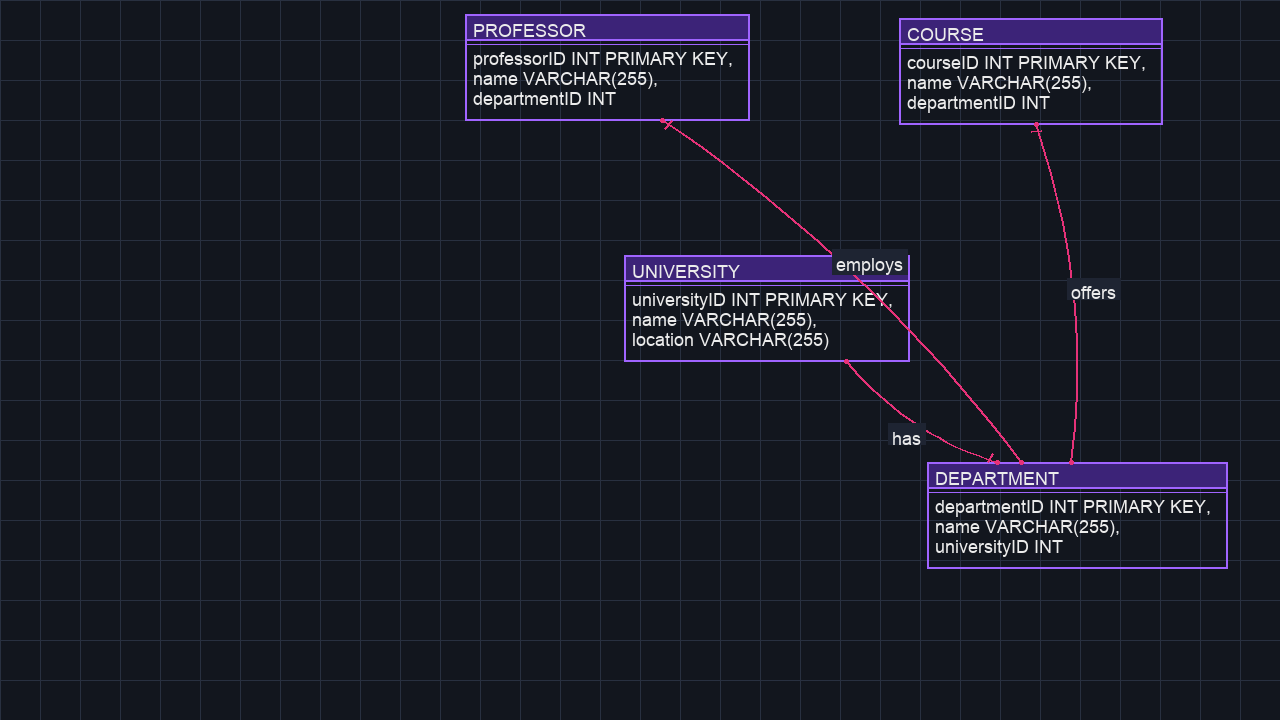 PROFESSOR
professorID INT PRIMARY KEY,
name VARCHAR(255),
departmentID INT
COURSE
courseID INT PRIMARY KEY,
name VARCHAR(255),
departmentID INT
employs
UNIVERSITY
universityID INT PRIMARY KEY,
name VARCHAR(255),
location VARCHAR(255)
offers
has
DEPARTMENT
departmentID INT PRIMARY KEY,
name VARCHAR(255),
universityID INT